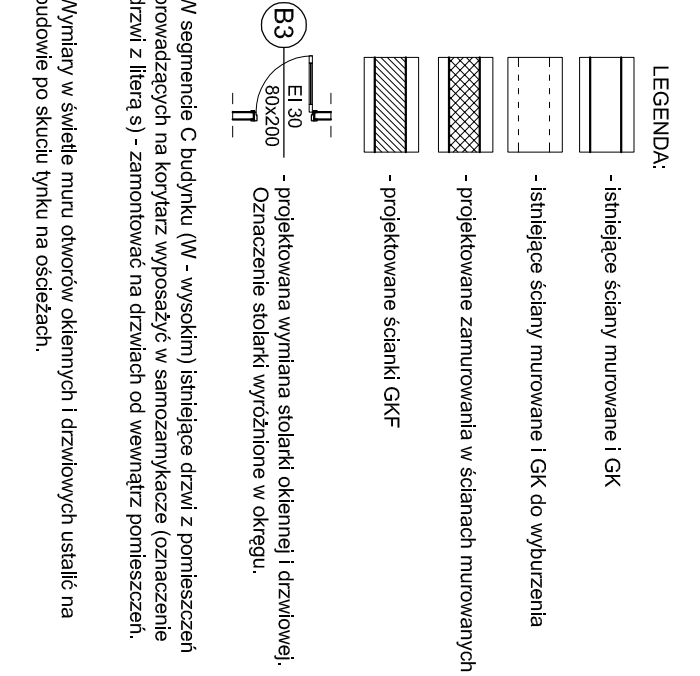 LEGENDA:
- istniejące ściany murowane i GK
- istniejące ściany murowane i GK do wyburzenia
- projektowane zamurowania w ścianach murowanych
- projektowane ścianki GKF
B3
EI 30
80x200
- projektowana wymiana stolarki okiennej i drzwiowej.
Oznaczenie stolarki wyróżnione w okręgu.
W segmencie C budynku (W - wysokim) istniejące drzwi z pomieszczeń
prowadzących na korytarz wyposażyć w samozamykacze (oznaczenie
drzwi z literą s) - zamontować na drzwiach od wewnątrz pomieszczeń.
Wymiary w świetle muru otworów okiennych i drzwiowych ustalić na
budowie po skuciu tynku na ościeżach.